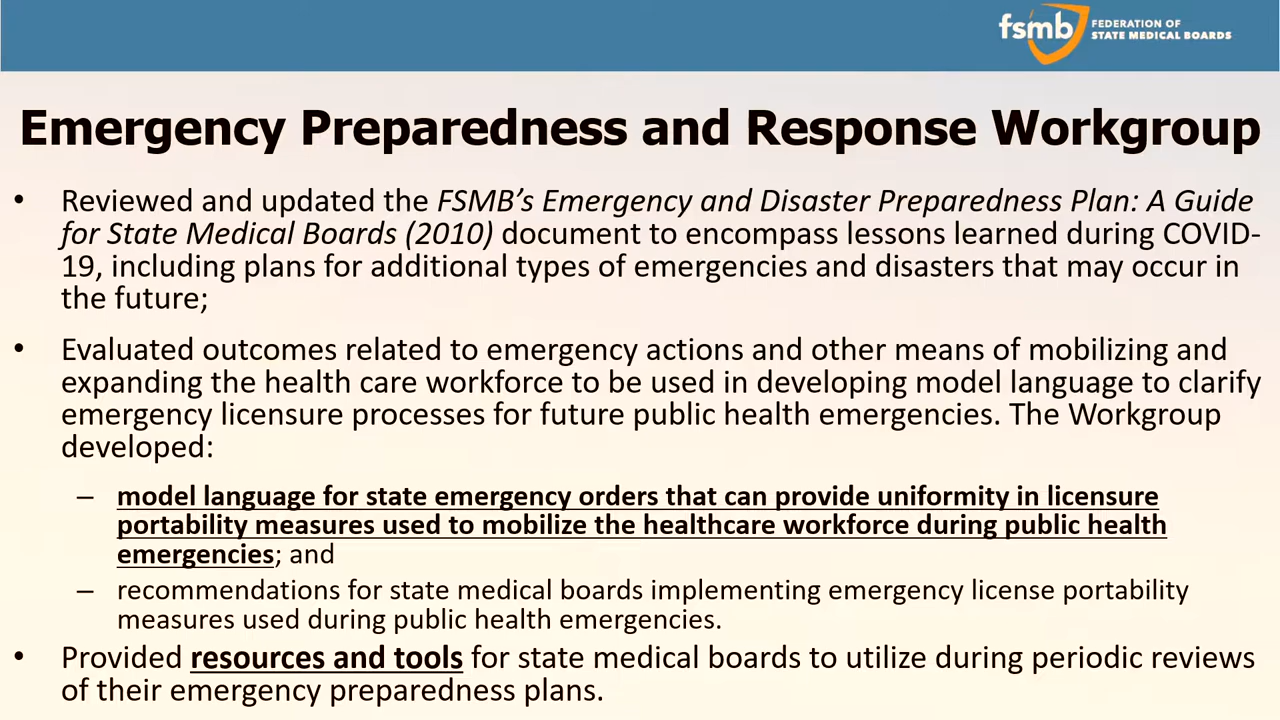 fsmb FEDERATION OF
STATE MEDICAL BOARDS
Emergency Preparedness and Response Workgroup
• Reviewed and updated the FSMB’s Emergency and Disaster Preparedness Plan: A Guide
for State Medical Boards (2010) document to encompass lessons learned during COVID-
19, including plans for additional types of emergencies and disasters that may occur in
the future;
• Evaluated outcomes related to emergency actions and other means of mobilizing and
expanding the health care workforce to be used in developing model language to clarify
emergency licensure processes for future public health emergencies. The Workgroup
developed:
– model language for state emergency orders that can provide uniformity in licensure
portability measures used to mobilize the healthcare workforce during public health
emergencies; and
– recommendations for state medical boards implementing emergency license portability
measures used during public health emergencies.
• Provided resources and tools for state medical boards to utilize during periodic reviews
of their emergency preparedness plans.